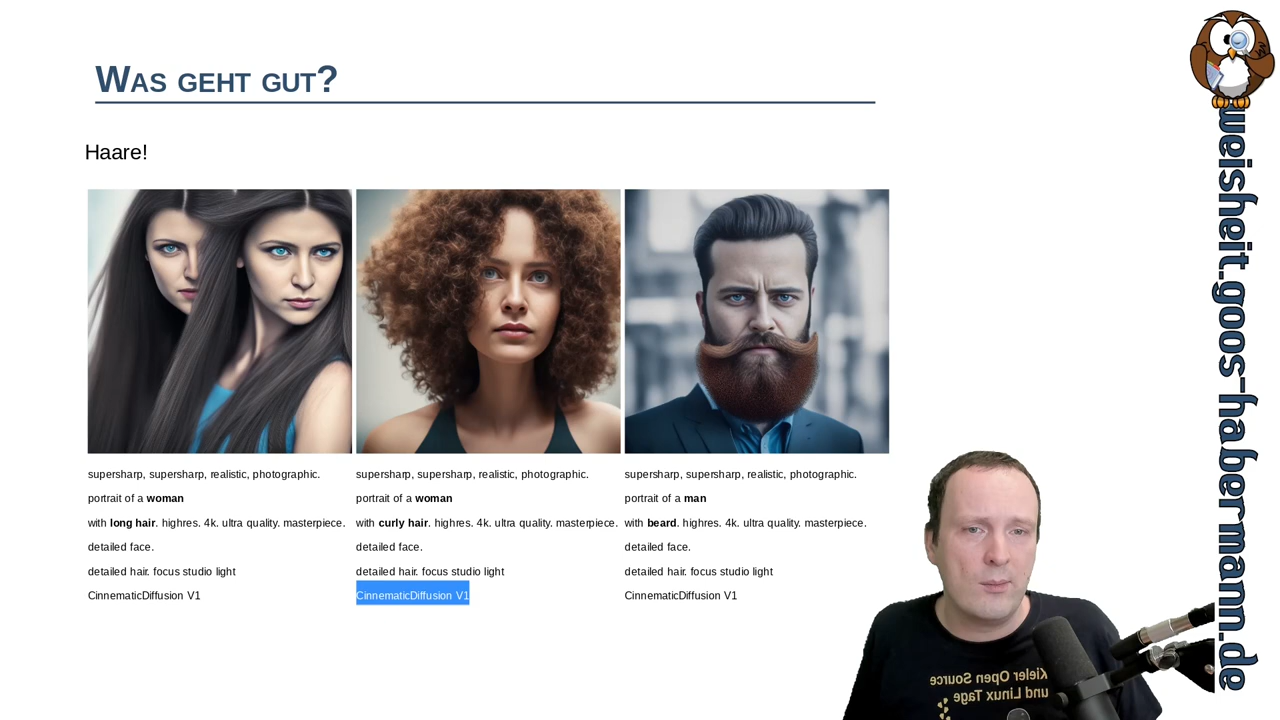 Was geht gut?
Haare!
supersharp, supersharp, realistic, photographic.
portrait of a woman
with long hair. highres. 4k. ultra quality. masterpiece.
detailed face.
detailed hair. focus studio light
CinnematicDiffusion V1
supersharp, supersharp, realistic, photographic.
portrait of a woman
with curly hair. highres. 4k. ultra quality. masterpiece.
detailed face.
detailed hair. focus studio light
CinnematicDiffusion V1
supersharp, supersharp, realistic, photographic.
portrait of a man
with beard. highres. 4k. ultra quality. masterpiece.
detailed face.
detailed hair. focus studio light
CinnematicDiffusion V1
Kieler Open Source
und Linux Tage
weisheit.goos-habermann.de